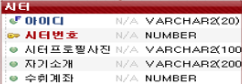 시터
아이디 N/A VARCHAR2(20)
시터번호 N/A NUMBER
시터프로필사진 N/A VARCHAR2(100
자기소개 N/A VARCHAR2(200
수취계좌 N/A NUMBER